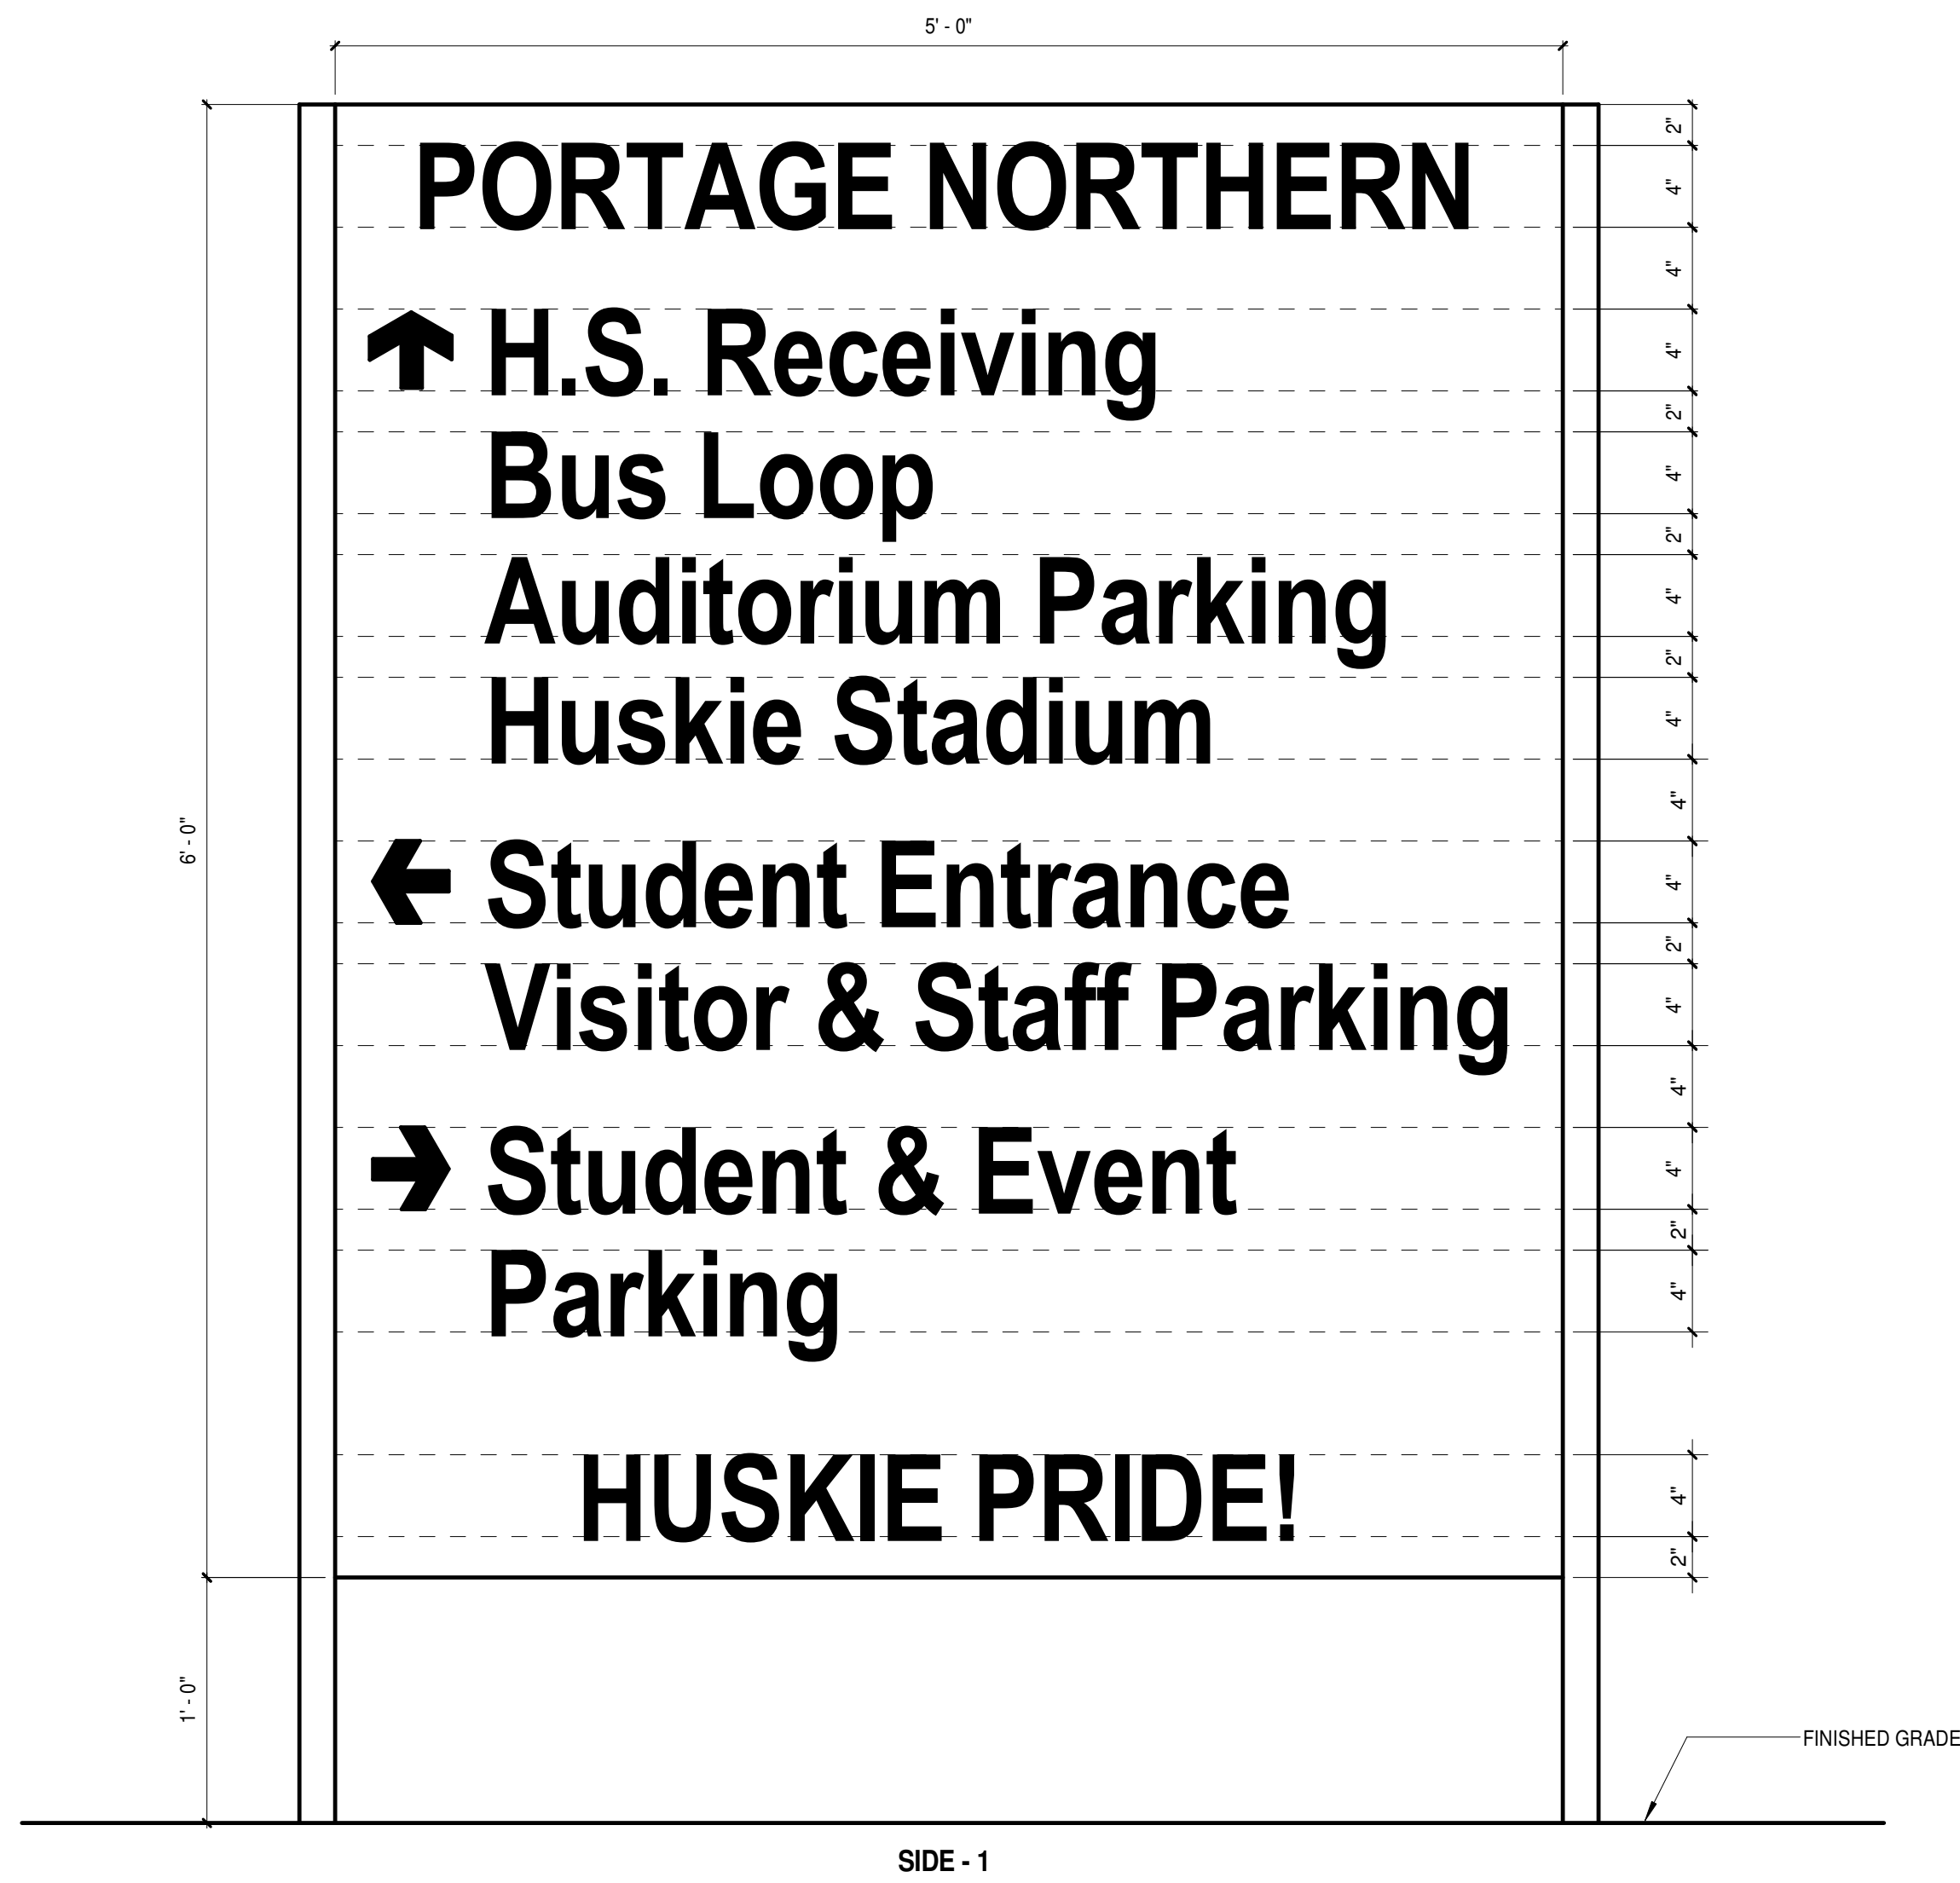 5' - 0"
2"
PORTAGE NORTHERN
4"
4"
H.S. Receiving
4"
2"
Bus Loop
4"
2"
Auditorium Parking
4"
2"
Huskie Stadium
4"
4"
6' - 0"
Student Entrance
4"
2"
Visitor & Staff Parking
4"
4"
Student & Event
4"
2"
Parking
4"
HUSKIE PRIDE!
4"
2"
1' - 0"
FINISHED GRADE
SIDE - 1